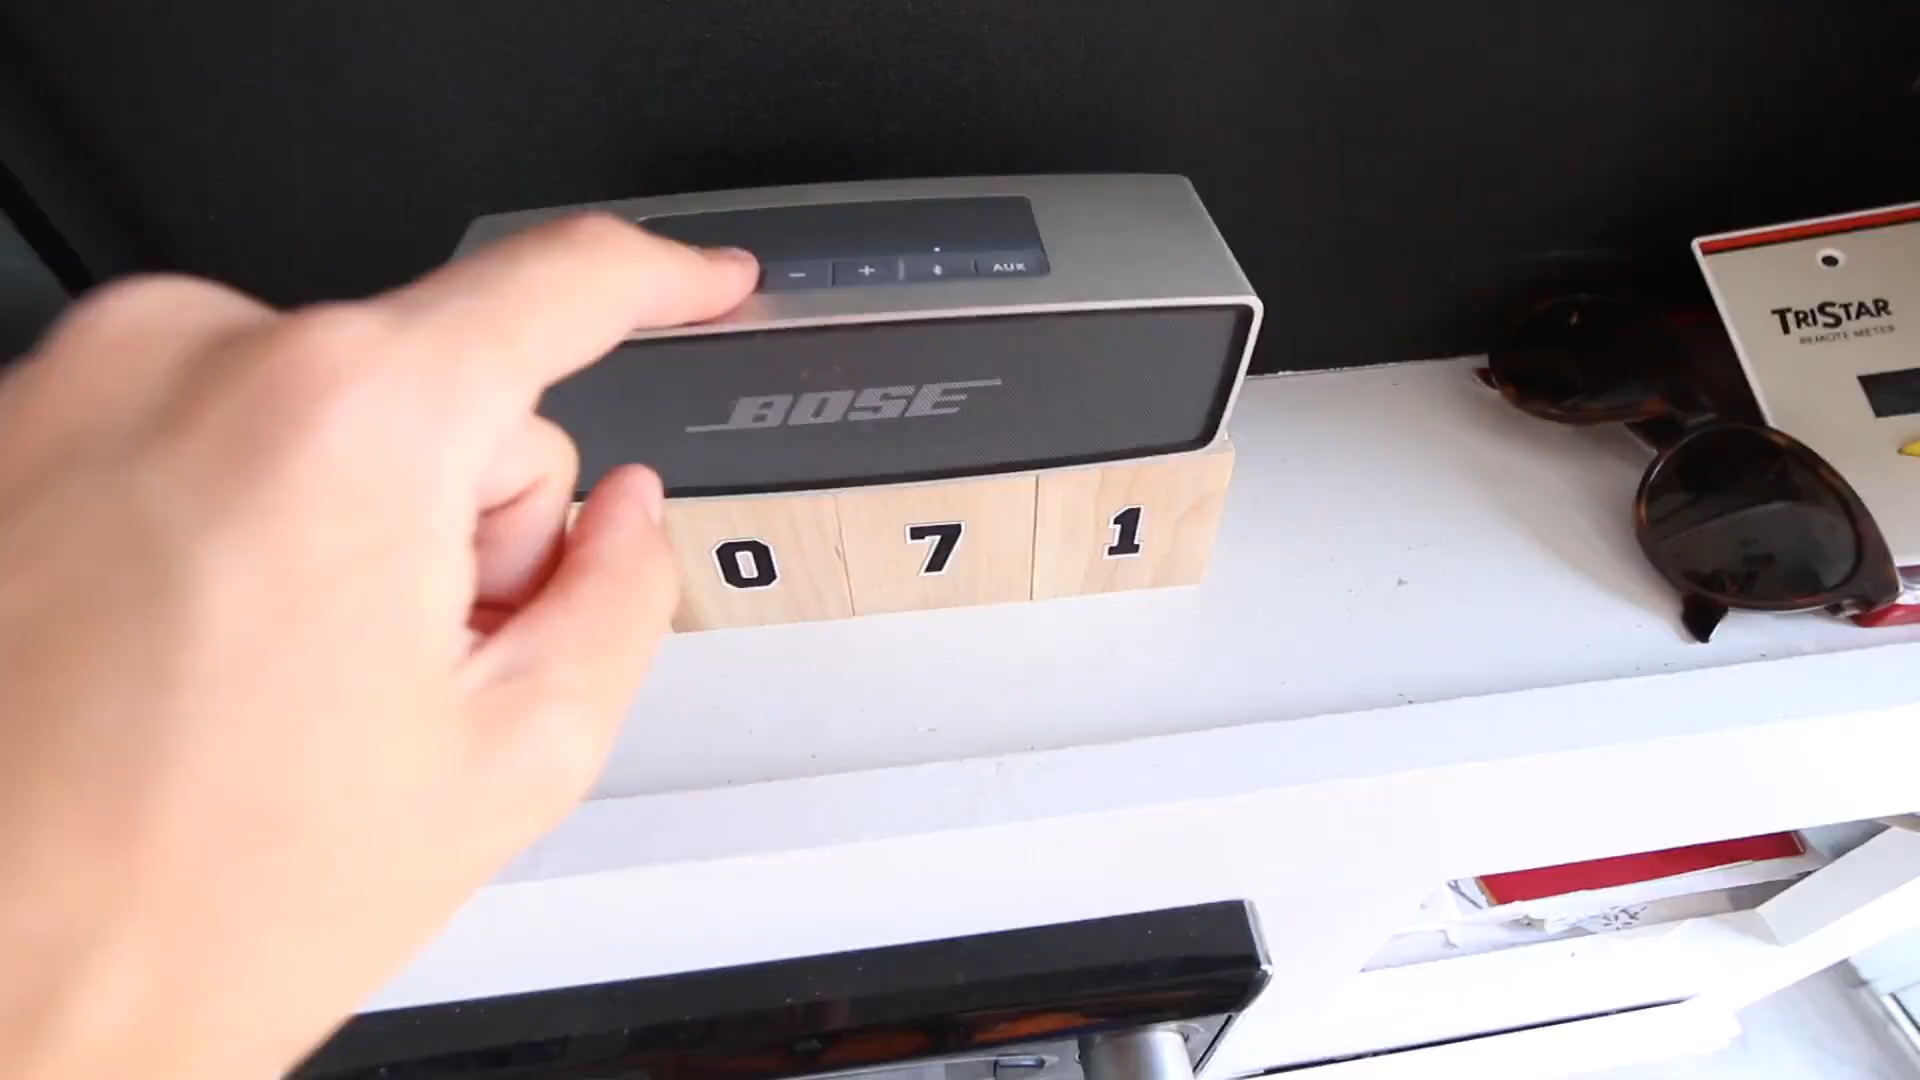 − +  AUX
BOSE
0 7 1
TRISTAR
REMOTE METER